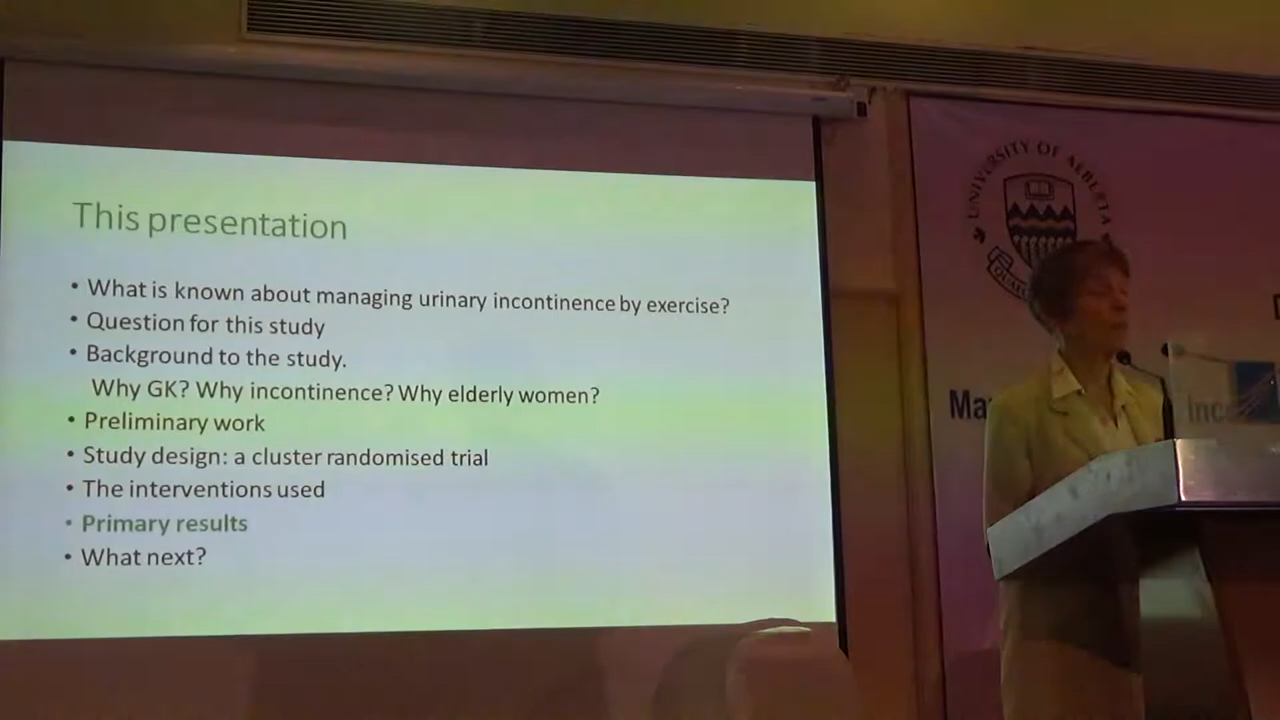 This presentation
• What is known about managing urinary incontinence by exercise?
• Question for this study
• Background to the study.
Why GK? Why incontinence? Why elderly women?
• Preliminary work
• Study design: a cluster randomised trial
• The interventions used
• Primary results
• What next?
UNIVERSITY OF ALBERTA